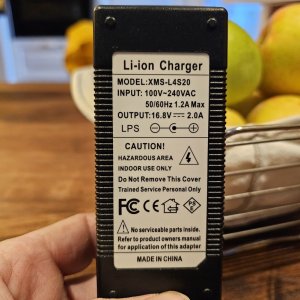 Li-ion Charger
MODEL:XMS-L4S20
INPUT: 100V~240VAC
50/60Hz 1.2A Max
OUTPUT:16.8V ⎓ 2.0A
LPS
CAUTION!
HAZARDOUS AREA
INDOOR USE ONLY
Do Not Remove This Cover
Trained Service Personal Only
FC CE
No serviceable parts inside.
Refer to product owners manual
for application of this adapter
MADE IN CHINA